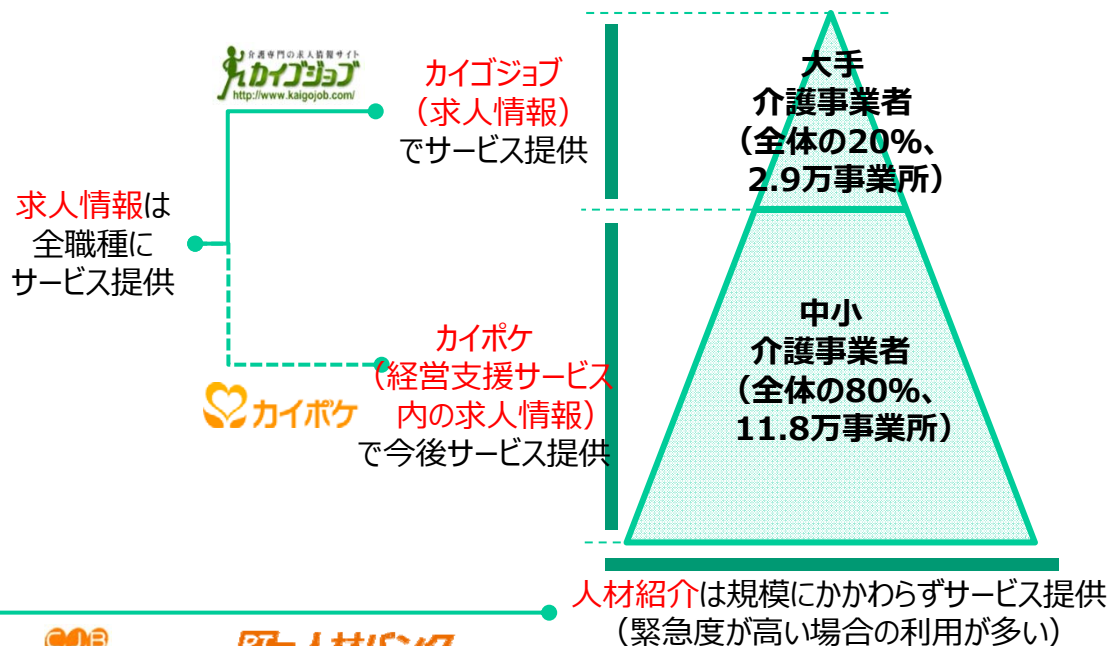 介護専門の求人情報サイト
カイゴジョブ
http://www.kaigojob.com/
カイゴジョブ
（求人情報）
でサービス提供
大手
介護事業者
（全体の20%、
2.9万事業所）
求人情報は
全職種に
サービス提供
カイポケ
（経営支援サービス
内の求人情報）
で今後サービス提供
カイポケ
中小
介護事業者
（全体の80%、
11.8万事業所）
人材紹介は規模にかかわらずサービス提供
（緊急度が高い場合の利用が多い）